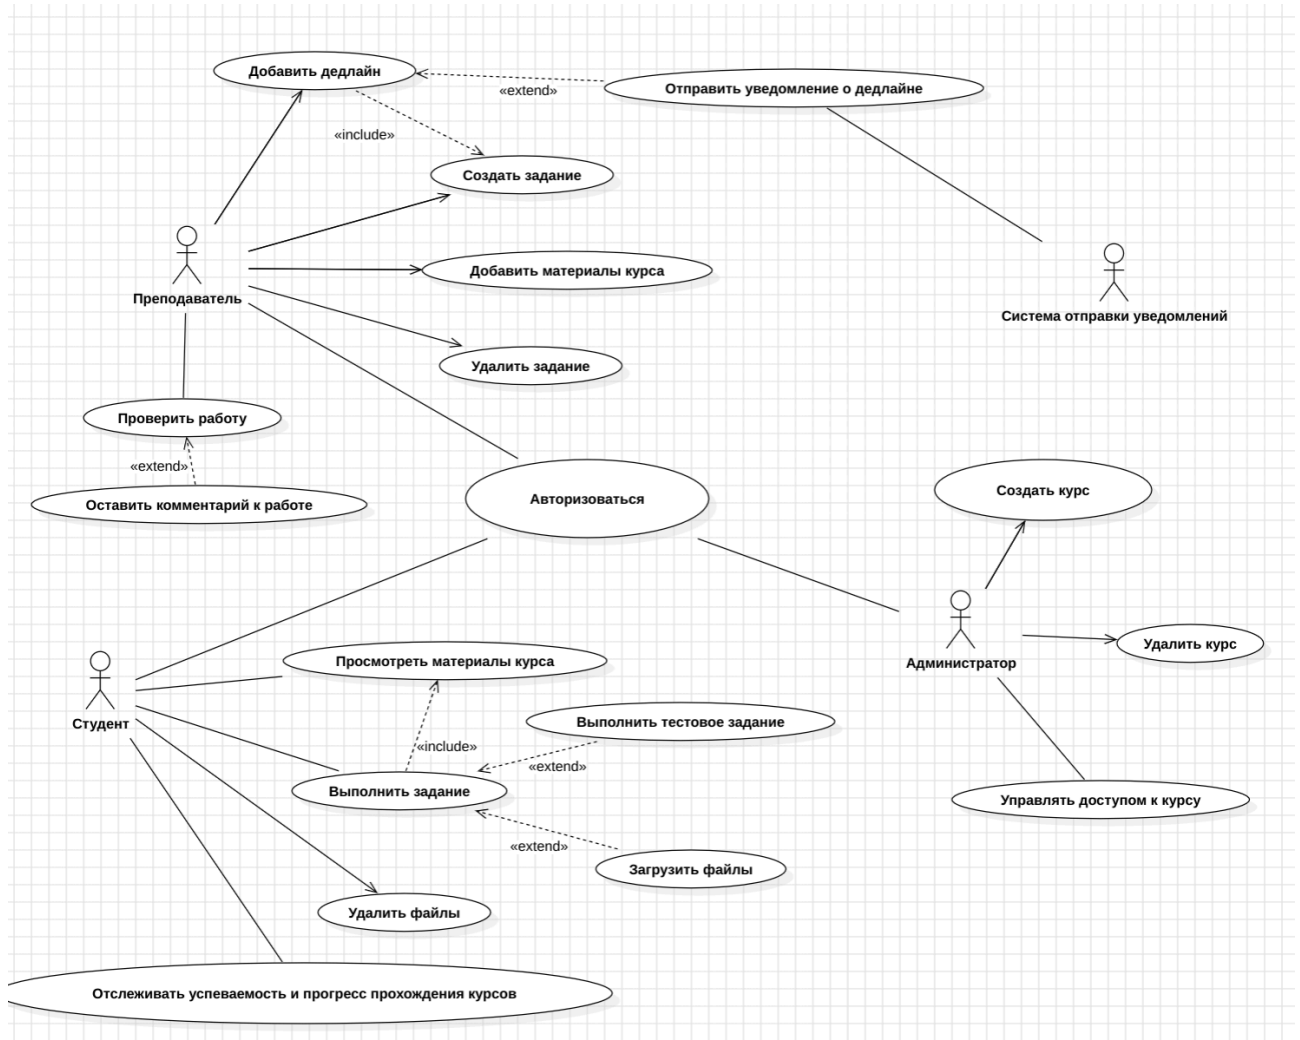 Добавить дедлайн
Отправить уведомление о дедлайне
«extend»
«include»
Создать задание
Добавить материалы курса
Преподаватель
Система отправки уведомлений
Удалить задание
Проверить работу
«extend»
Оставить комментарий к работе
Авторизоваться
Создать курс
Просмотреть материалы курса
Удалить курс
Администратор
Студент
Выполнить тестовое задание
«include»
«extend»
Выполнить задание
Управлять доступом к курсу
«extend»
Загрузить файлы
Удалить файлы
Отслеживать успеваемость и прогресс прохождения курсов